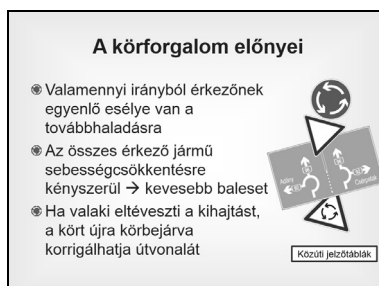 A körforgalom előnyei
Valamennyi irányból érkezőnek
egyenlő esélye van a
továbbhaladásra
Az összes érkező jármű
sebességcsökkentésre
kényszerül → kevesebb baleset
Ha valaki eltéveszti a kihajtást,
a kört újra körbejárva
korrigálhatja útvonalát
Közúti jelzőtáblák